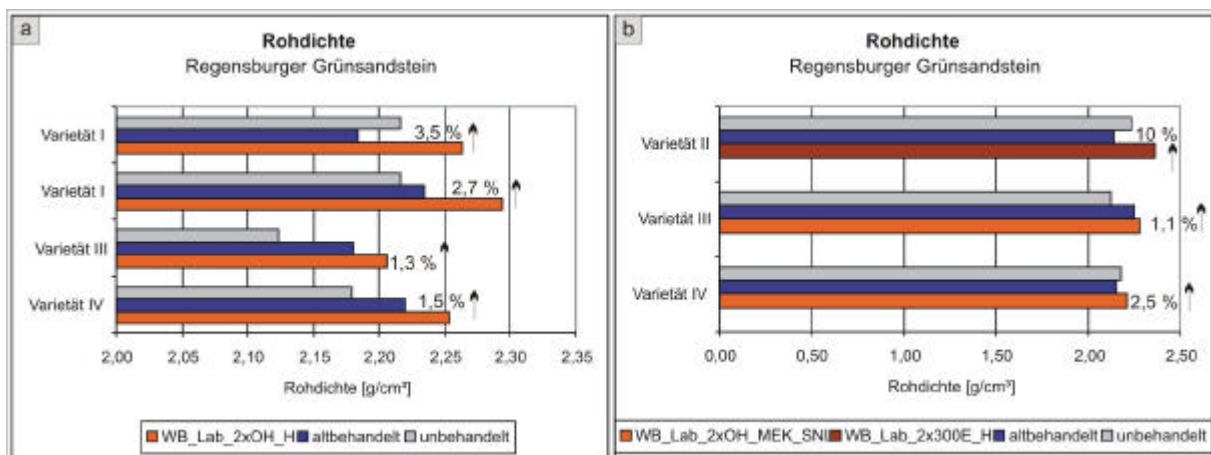 a
Rohdichte
Regensburger Grünsandstein
Varietät I
3,5 %
Varietät I
2,7 %
Varietät III
1,3 %
Varietät IV
1,5 %
2,00 2,05 2,10 2,15 2,20 2,25 2,30 2,35
Rohdichte [g/cm³]
WB_Lab_2xOH_H altbehandelt unbehandelt
b
Rohdichte
Regensburger Grünsandstein
Varietät II
10 %
Varietät III
1,1 %
Varietät IV
2,5 %
0,00 0,50 1,00 1,50 2,00 2,50
Rohdichte [g/cm³]
WB_Lab_2xOH_MEK_SNI WB_Lab_2x300E_H altbehandelt unbehandelt